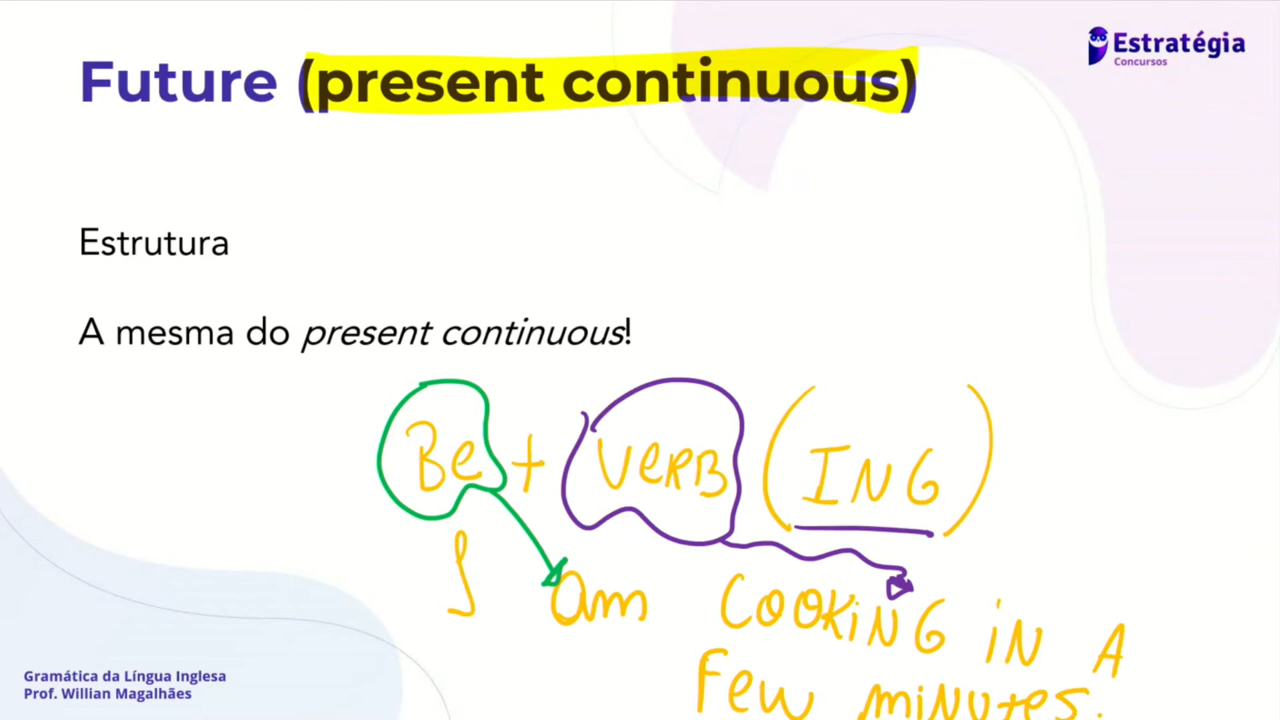 Estratégia
Concursos
Future (present continuous)
Estrutura
A mesma do present continuous!
Be + VERB (ING)
I am COOKING IN A
FEW MINUTES.
Gramática da Língua Inglesa
Prof. Willian Magalhães